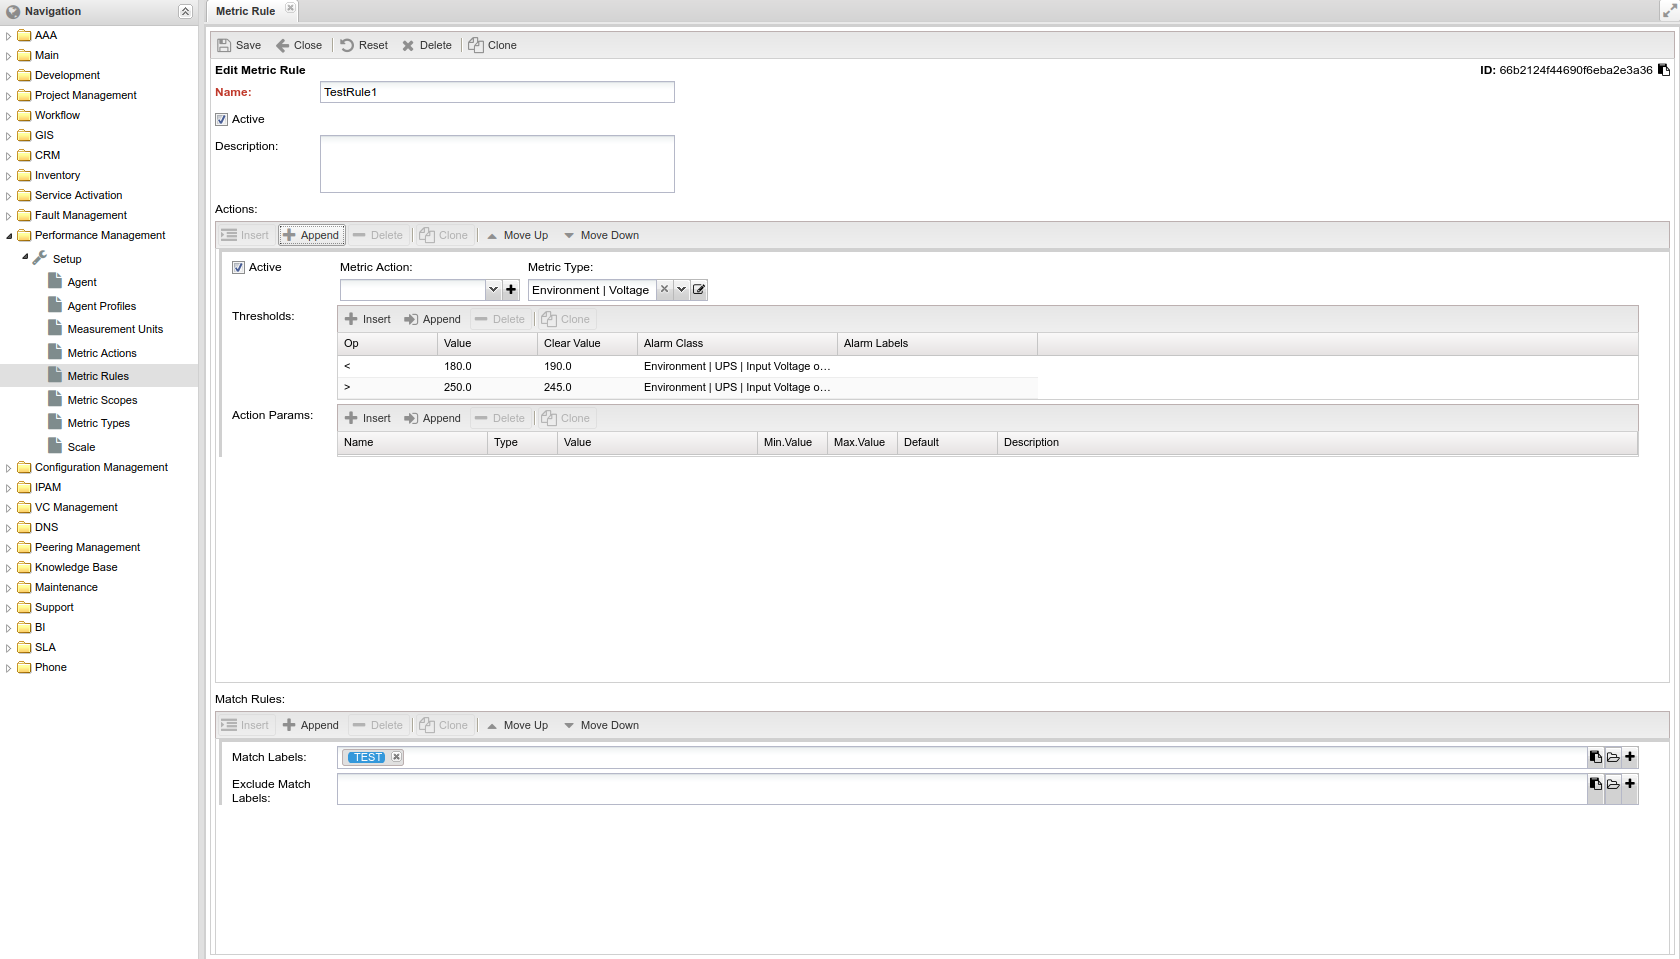 Navigation
AAA
Main
Development
Project Management
Workflow
GIS
CRM
Inventory
Service Activation
Fault Management
Performance Management
Setup
Agent
Agent Profiles
Measurement Units
Metric Actions
Metric Rules
Metric Scopes
Metric Types
Scale
Configuration Management
IPAM
VC Management
DNS
Peering Management
Knowledge Base
Maintenance
Support
BI
SLA
Phone
Metric Rule
Save Close Reset Delete Clone
Edit Metric Rule ID: 66b2124f44690f6eba2e3a36
Name: TestRule1
Active
Description:
Actions:
Insert Append Delete Clone Move Up Move Down
Active Metric Action: Metric Type:
Environment | Voltage
Thresholds: Insert Append Delete Clone
Op Value Clear Value Alarm Class Alarm Labels
< 180.0 190.0 Environment | UPS | Input Voltage o...
> 250.0 245.0 Environment | UPS | Input Voltage o...
Action Params: Insert Append Delete Clone
Name Type Value Min.Value Max.Value Default Description
Match Rules:
Insert Append Delete Clone Move Up Move Down
Match Labels: TEST
Exclude Match
Labels: